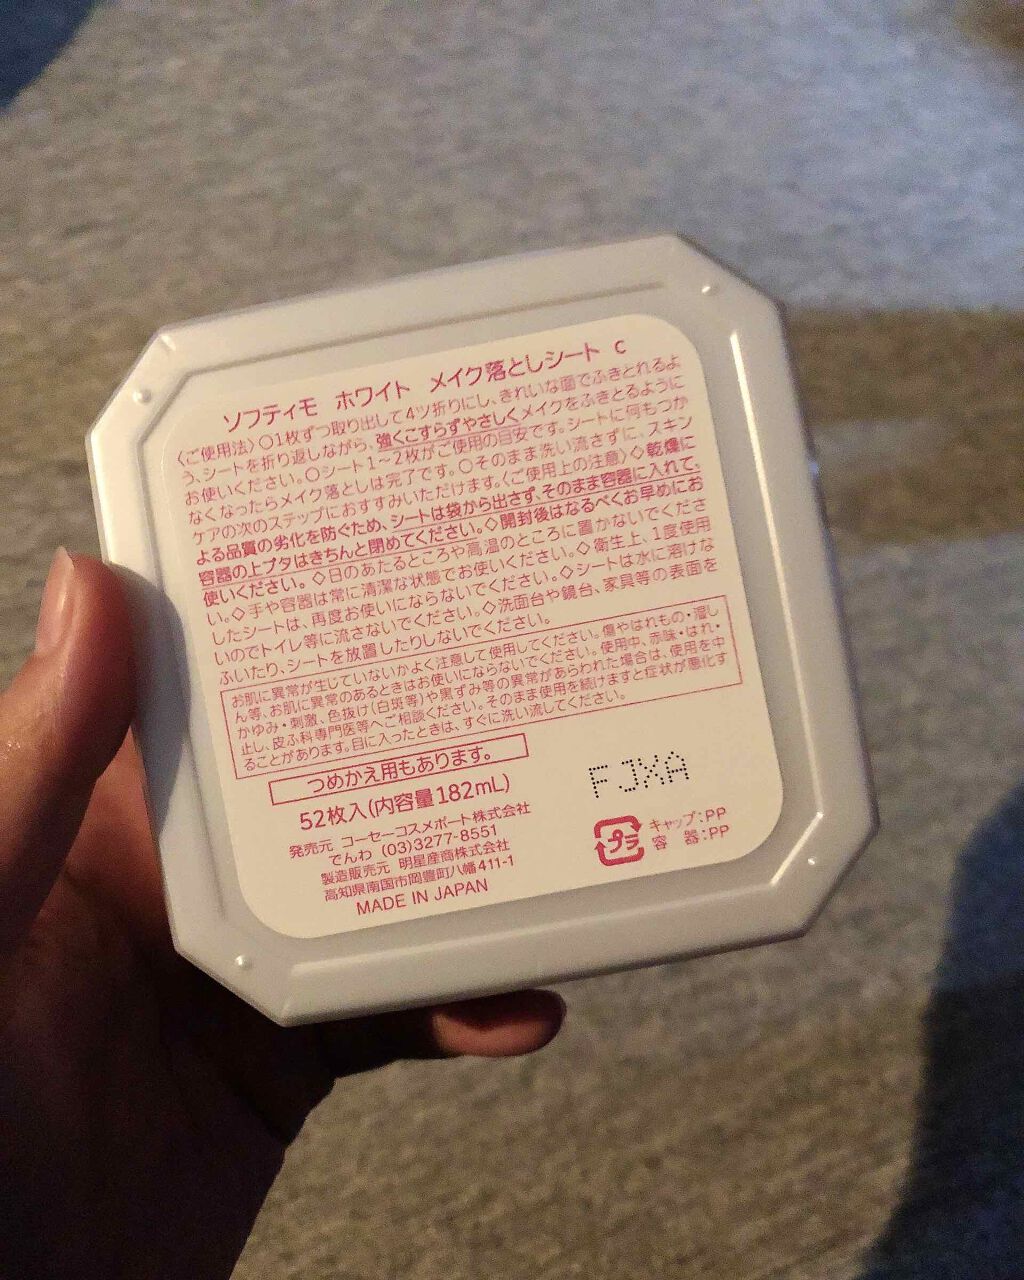 ソフティモ ホワイト メイク落としシート c
〈ご使用法〉○1枚ずつ取り出して4ツ折りにし、きれいな面でふきとれるよ
う、シートを折り返しながら、強くこすらずやさしくメイクをふきとるように
お使いください。○シート1～2枚がご使用の目安です。シートに何もつか
なくなったらメイク落としは完了です。○そのまま洗い流さずに、スキン
ケアの次のステップにおすすみいただけます。〈ご使用上の注意〉◇乾燥に
よる品質の劣化を防ぐため、シートは袋から出さず、そのまま容器に入れて、
容器の上ブタはきちんと閉めてください。◇開封後はなるべくお早めにお
使いください。◇日のあたるところや高温のところに置かないでくださ
い。◇手や容器は常に清潔な状態でお使いください。◇衛生上、1度使用
したシートは、再度お使いにならないでください。◇シートは水に溶けな
いのでトイレ等に流さないでください。◇洗面台や鏡台、家具等の表面を
ふいたり、シートを放置したりしないでください。
お肌に異常が生じていないかよく注意して使用してください。傷やはれもの・湿し
ん等、お肌に異常のあるときはお使いにならないでください。使用中、赤味・はれ・
かゆみ・刺激、色抜け(白斑等)や黒ずみ等の異常があらわれた場合は、使用を中
止し、皮ふ科専門医等へご相談ください。そのまま使用を続けますと症状が悪化す
ることがあります。目に入ったときは、すぐに洗い流してください。
つめかえ用もあります。
52枚入(内容量182mL)
発売元 コーセーコスメポート株式会社
でんわ (03)3277-8551
製造販売元 明星産商株式会社
高知県南国市岡豊町八幡411-1
MADE IN JAPAN
FJXA
プラ
キャップ:PP
容 器:PP